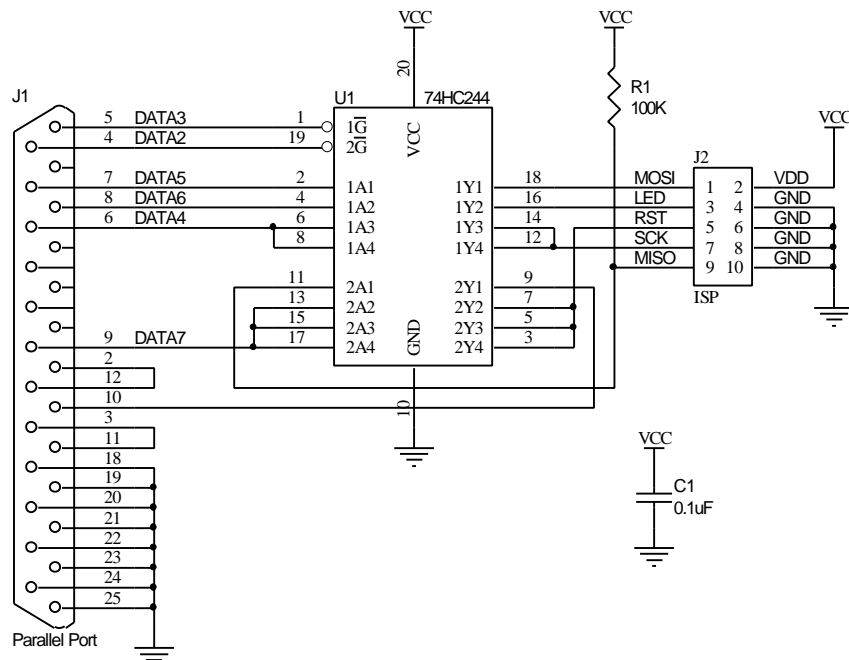 VCC
VCC
20
J1
U1
74HC244
R1
100K
VCC
5 DATA3 1
4 DATA2 19
1G
2G
VCC
J2
7 DATA5 2
8 DATA6 4
6 DATA4 6
8
1A1
1A2
1A3
1A4
1Y1
1Y2
1Y3
1Y4
18
16
14
12
MOSI
LED
RST
SCK
MISO
1 2
3 4
5 6
7 8
9 10
VDD
GND
GND
GND
GND
ISP
11
13
15
9 DATA7 17
2A1
2A2
2A3
2A4
GND
2Y1
2Y2
2Y3
2Y4
9
7
5
3
2
12
10
10
3
11
18
19
20
21
22
23
24
25
VCC
C1
0.1uF
Parallel Port